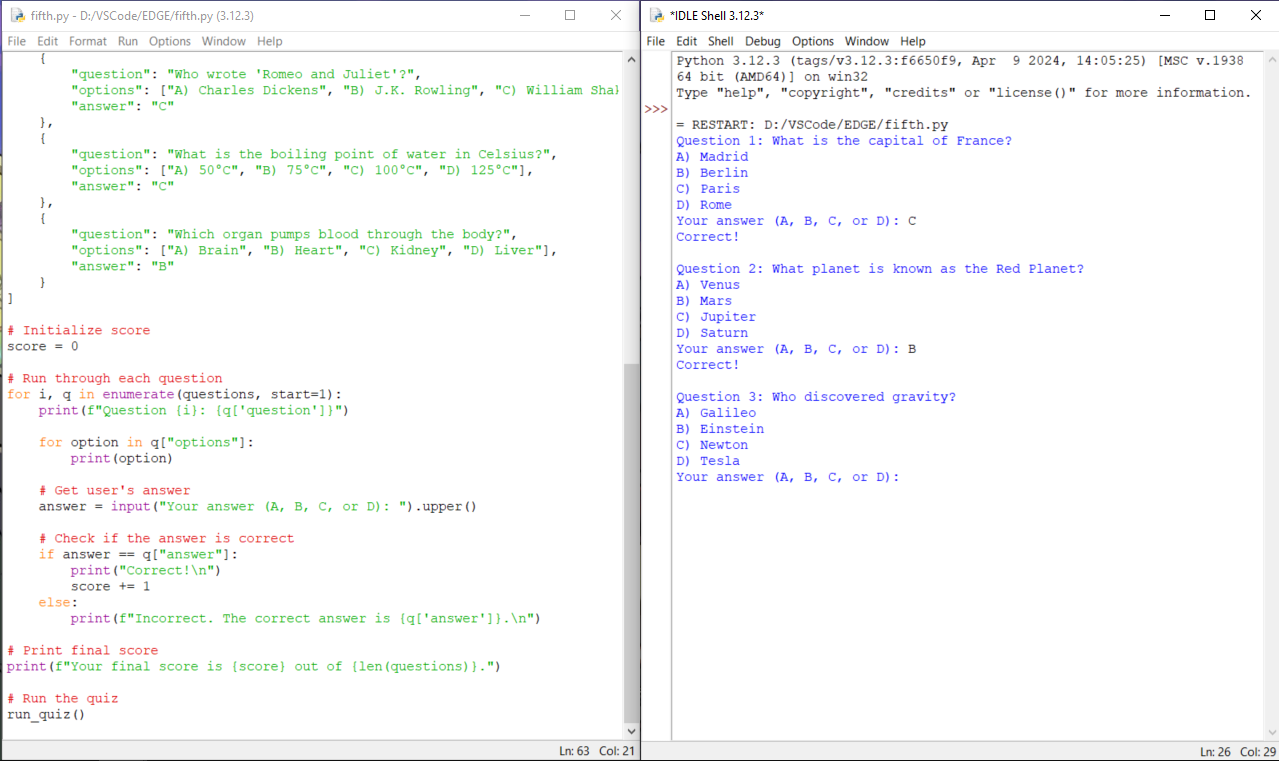 fifth.py - D:/VSCode/EDGE/fifth.py (3.12.3)
File Edit Format Run Options Window Help
    {
        "question": "Who wrote 'Romeo and Juliet'?",
        "options": ["A) Charles Dickens", "B) J.K. Rowling", "C) William Shak
        "answer": "C"
    },
    {
        "question": "What is the boiling point of water in Celsius?",
        "options": ["A) 50°C", "B) 75°C", "C) 100°C", "D) 125°C"],
        "answer": "C"
    },
    {
        "question": "Which organ pumps blood through the body?",
        "options": ["A) Brain", "B) Heart", "C) Kidney", "D) Liver"],
        "answer": "B"
    }
]
# Initialize score
score = 0
# Run through each question
for i, q in enumerate(questions, start=1):
    print(f"Question {i}: {q['question']}")
    for option in q["options"]:
        print(option)
    # Get user's answer
    answer = input("Your answer (A, B, C, or D): ").upper()
    # Check if the answer is correct
    if answer == q["answer"]:
        print("Correct!\n")
        score += 1
    else:
        print(f"Incorrect. The correct answer is {q['answer']}.\n")
# Print final score
print(f"Your final score is {score} out of {len(questions)}.")
# Run the quiz
run_quiz()
Ln: 63 Col: 21
*IDLE Shell 3.12.3*
File Edit Shell Debug Options Window Help
Python 3.12.3 (tags/v3.12.3:f6650f9, Apr  9 2024, 14:05:25) [MSC v.1938
64 bit (AMD64)] on win32
Type "help", "copyright", "credits" or "license()" for more information.
>>>
= RESTART: D:/VSCode/EDGE/fifth.py
Question 1: What is the capital of France?
A) Madrid
B) Berlin
C) Paris
D) Rome
Your answer (A, B, C, or D): C
Correct!
Question 2: What planet is known as the Red Planet?
A) Venus
B) Mars
C) Jupiter
D) Saturn
Your answer (A, B, C, or D): B
Correct!
Question 3: Who discovered gravity?
A) Galileo
B) Einstein
C) Newton
D) Tesla
Your answer (A, B, C, or D):
Ln: 26 Col: 29